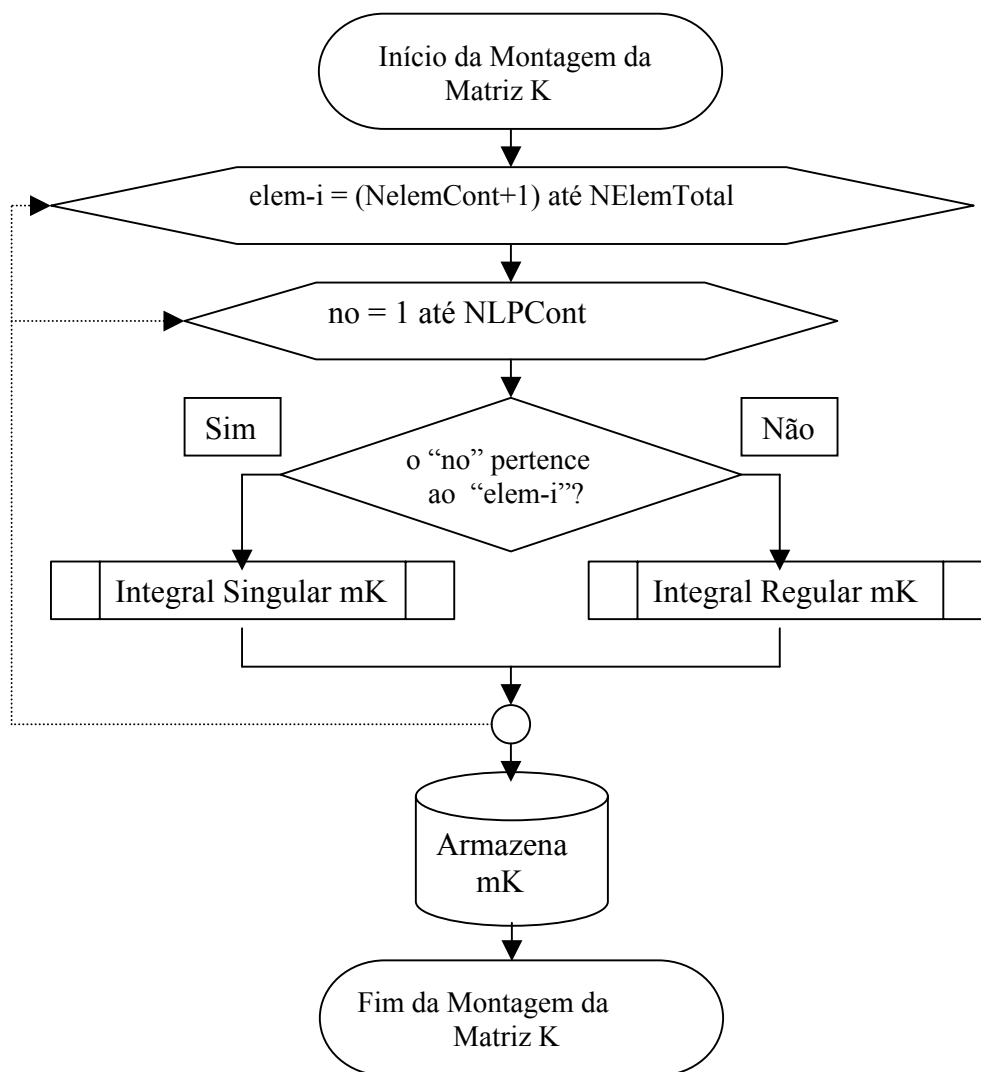 Início da Montagem da
Matriz K
elem-i = (NelemCont+1) até NElemTotal
no = 1 até NLPCont
Sim
Não
o “no” pertence
ao “elem-i”?
Integral Singular mK
Integral Regular mK
Armazena
mK
Fim da Montagem da
Matriz K